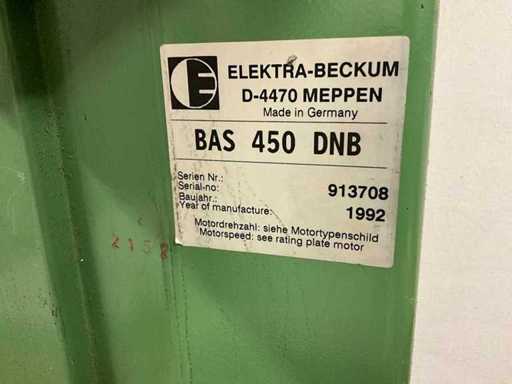 E
ELEKTRA-BECKUM
D-4470 MEPPEN
Made in Germany
BAS 450 DNB
Serien Nr.:
Serial-no: 913708
Baujahr.:
Year of manufacture: 1992
Motordrehzahl: siehe Motortypenschild
Motorspeed: see rating plate motor
2152